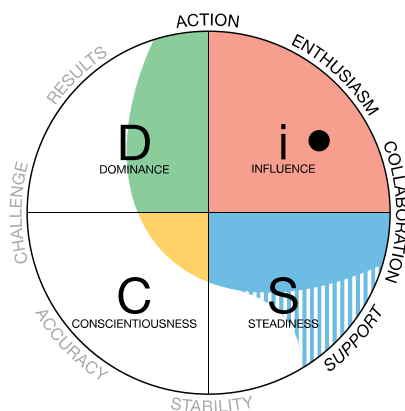 ACTION
ENTHUSIASM
RESULTS
D
DOMINANCE
i
INFLUENCE
CHALLENGE
COLLABORATION
C
CONSCIENTIOUSNESS
S
STEADINESS
ACCURACY
SUPPORT
STABILITY